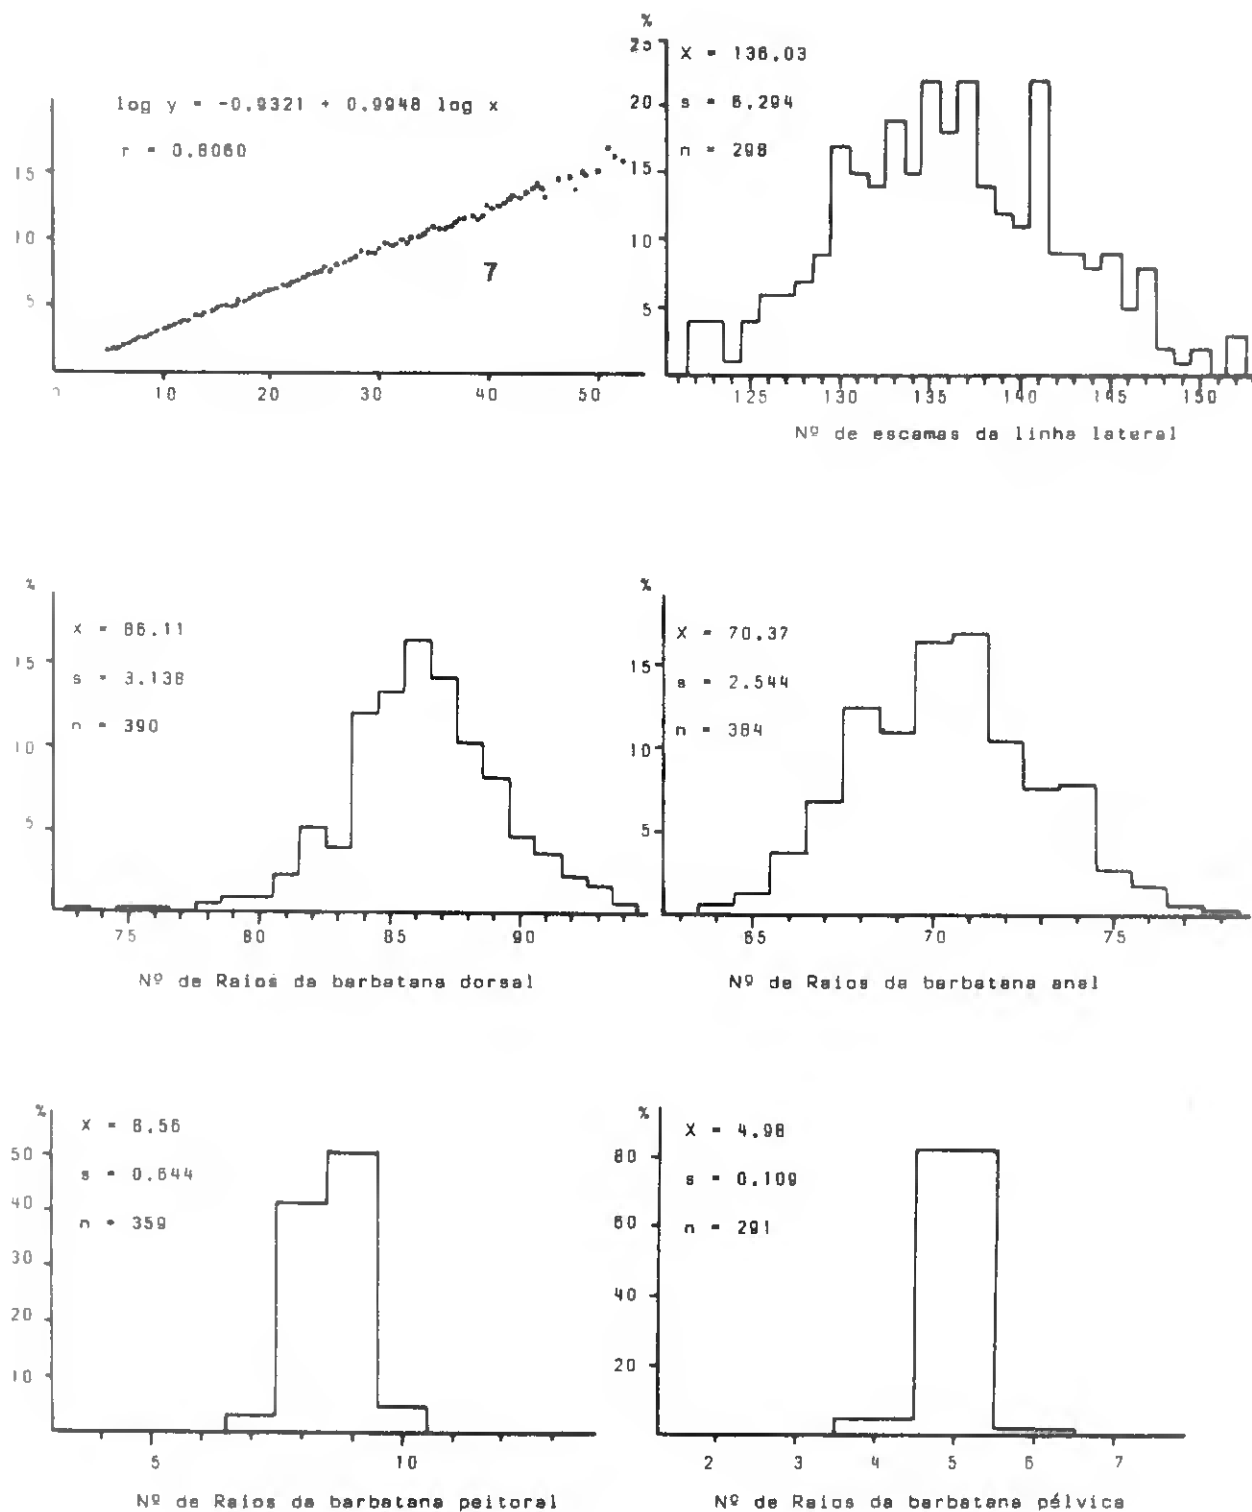 log y = -0.9321 + 0.9948 log x
r = 0.8060
15
10
5
7
10 20 30 40 50
%
25
20
15
10
5
X = 136.03
s = 6.294
n = 298
125 130 135 140 145 150
Nº de escamas da linha lateral
%
15
10
5
X = 86.11
s = 3.138
n = 390
75 80 85 90
Nº de Raios da barbatana dorsal
%
15
10
5
X = 70.37
s = 2.544
n = 384
65 70 75
Nº de Raios da barbatana anal
%
50
40
30
20
10
X = 8.56
s = 0.644
n = 359
5 10
Nº de Raios da barbatana peitoral
%
80
60
40
20
X = 4.98
s = 0.109
n = 291
2 3 4 5 6 7
Nº de Raios da barbatana pélvica